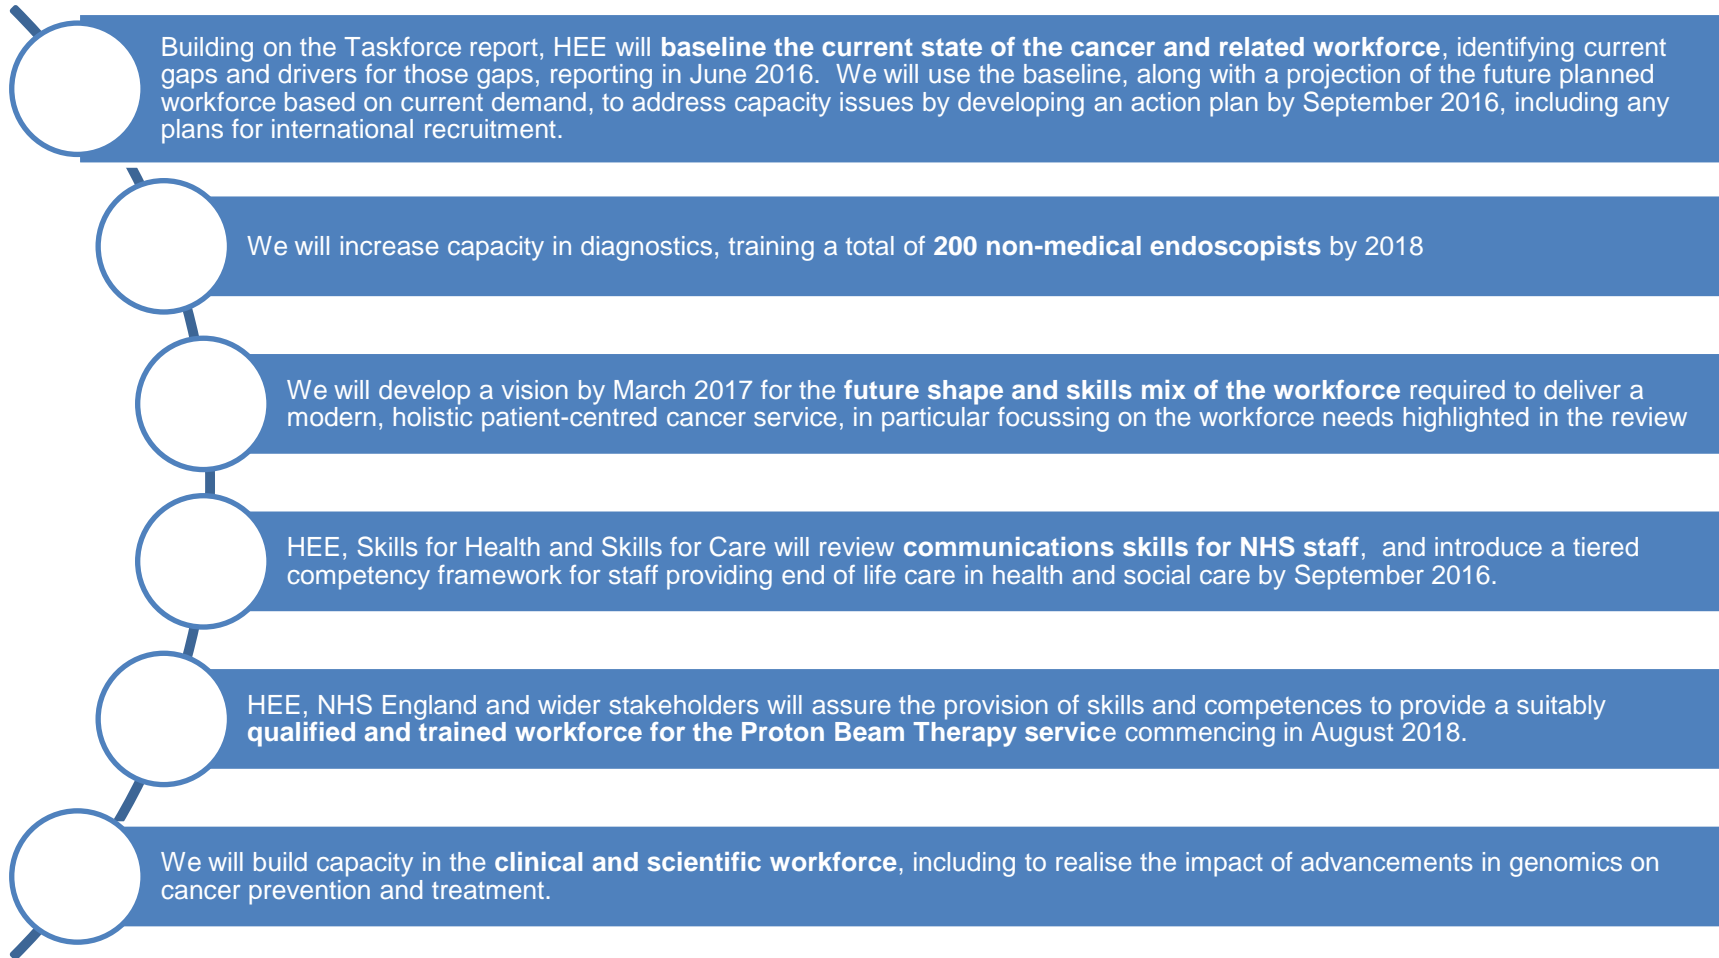 Building on the Taskforce report, HEE will baseline the current state of the cancer and related workforce, identifying current
gaps and drivers for those gaps, reporting in June 2016.  We will use the baseline, along with a projection of the future planned
workforce based on current demand, to address capacity issues by developing an action plan by September 2016, including any
plans for international recruitment.
We will increase capacity in diagnostics, training a total of 200 non-medical endoscopists by 2018
We will develop a vision by March 2017 for the future shape and skills mix of the workforce required to deliver a
modern, holistic patient-centred cancer service, in particular focussing on the workforce needs highlighted in the review
HEE, Skills for Health and Skills for Care will review communications skills for NHS staff,  and introduce a tiered
competency framework for staff providing end of life care in health and social care by September 2016.
HEE, NHS England and wider stakeholders will assure the provision of skills and competences to provide a suitably
qualified and trained workforce for the Proton Beam Therapy service commencing in August 2018.
We will build capacity in the clinical and scientific workforce, including to realise the impact of advancements in genomics on
cancer prevention and treatment.